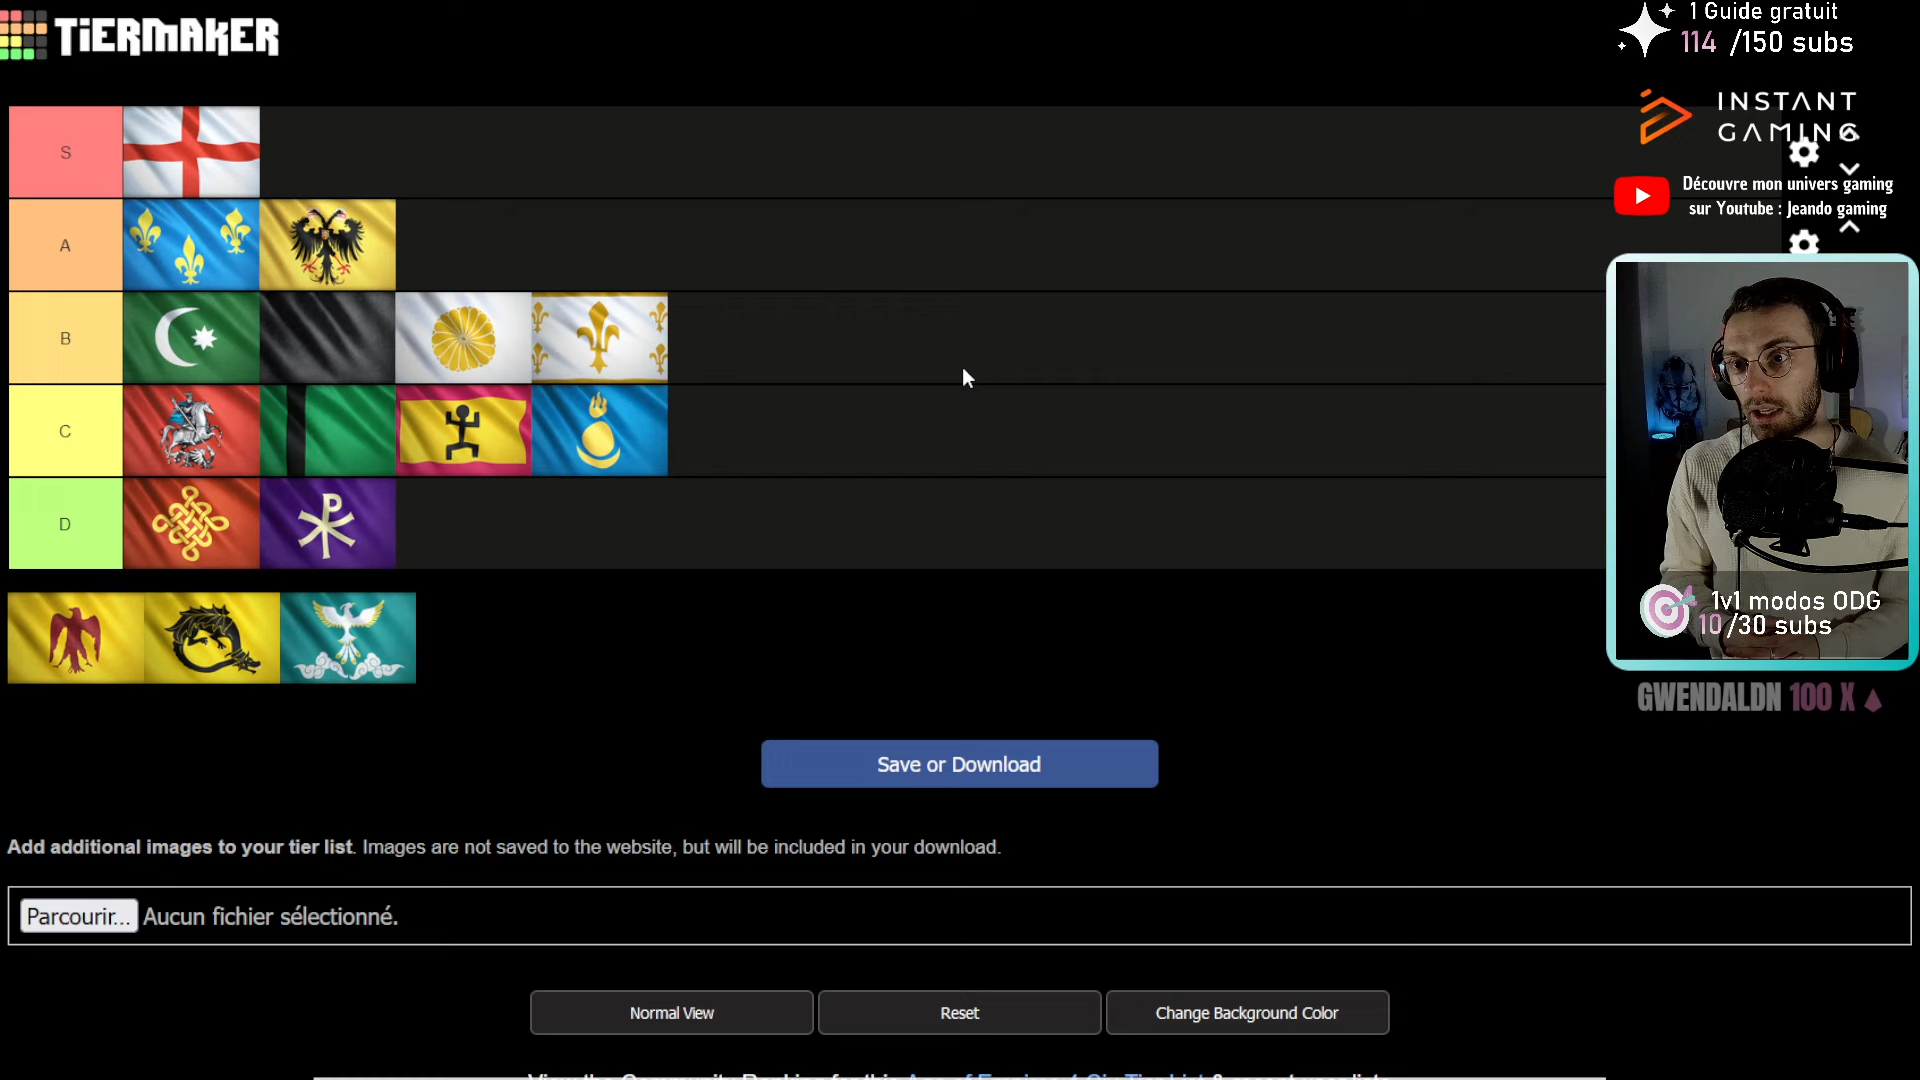 TiERMAKER
1 Guide gratuit
114 /150 subs
INSTANT
GAMING
Découvre mon univers gaming
sur Youtube : Jeando gaming
S
A
B
C
D
1v1 modos ODG
10/30 subs
GWENDALDN 100 X
Save or Download
Add additional images to your tier list. Images are not saved to the website, but will be included in your download.
Parcourir... Aucun fichier sélectionné.
Normal View
Reset
Change Background Color